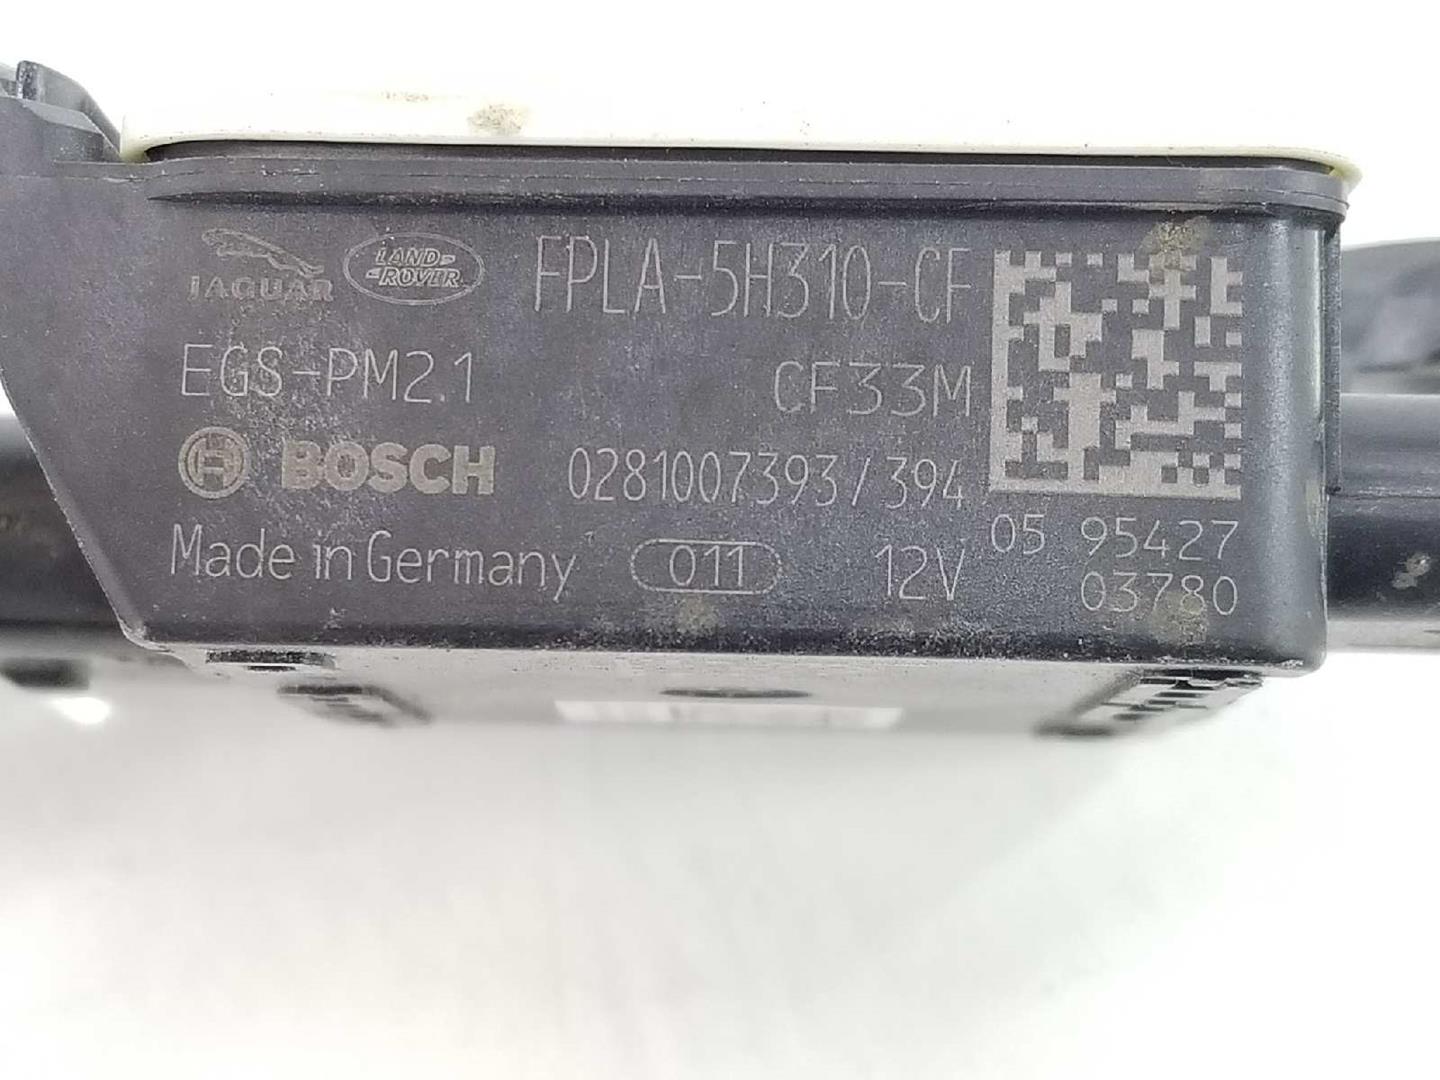 JAGUAR LAND ROVER FPLA-5H310-CF
EGS-PM2.1 CF33M
BOSCH 0281007393/394
Made in Germany 011 12V
05 95427
03780